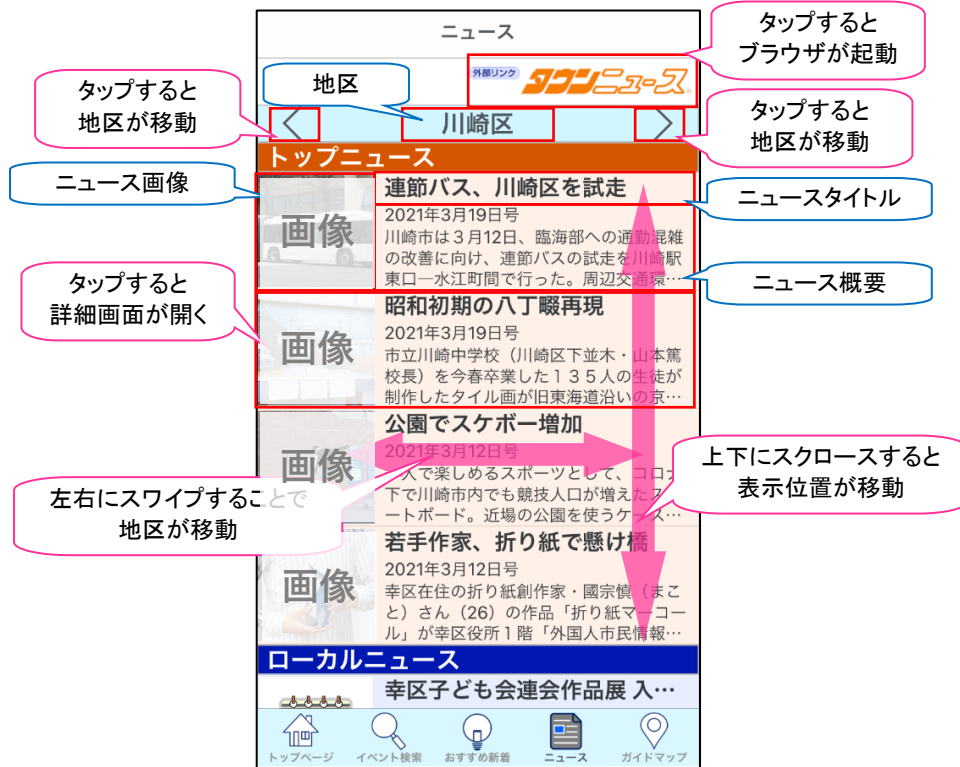 ニュース
タップすると
ブラウザが起動
外部リンク
タウンニュース
タップすると
地区が移動
地区
川崎区
タップすると
地区が移動
トップニュース
ニュース画像
画像
連節バス、川崎区を試走
ニュースタイトル
2021年3月19日号
川崎市は3月12日、臨海部への通勤混雑
の改善に向け、連節バスの試走を川崎駅
東口―水江町間で行った。周辺交通環…
ニュース概要
タップすると
詳細画面が開く
画像
昭和初期の八丁畷再現
2021年3月19日号
市立川崎中学校（川崎区下並木・山本篤
校長）を今春卒業した１３５人の生徒が
制作したタイル画が旧東海道沿いの京…
画像
公園でスケボー増加
2021年3月12日号
人で楽しめるスポーツとして、コロナ
下で川崎市内でも競技人口が増えたス
ートボード。近場の公園を使うケース…
左右にスワイプすることで
地区が移動
上下にスクロースすると
表示位置が移動
画像
若手作家、折り紙で懸け橋
2021年3月12日号
幸区在住の折り紙創作家・國宗慎（まこ
と）さん（26）の作品「折り紙マーコー
ル」が幸区役所１階「外国人市民情報…
ローカルニュース
幸区子ども会連会作品展 入…
トップページ
イベント検索
おすすめ新着
ニュース
ガイドマップ